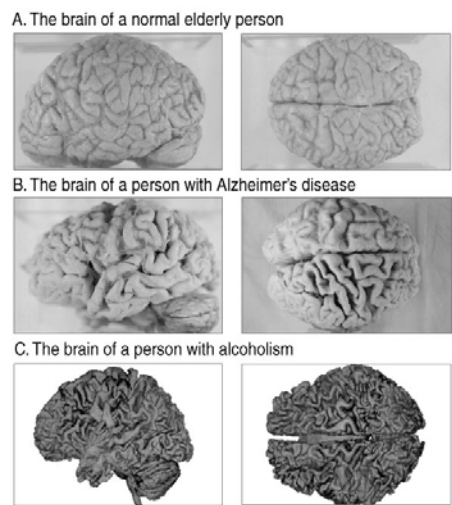 A. The brain of a normal elderly person
B. The brain of a person with Alzheimer's disease
C. The brain of a person with alcoholism